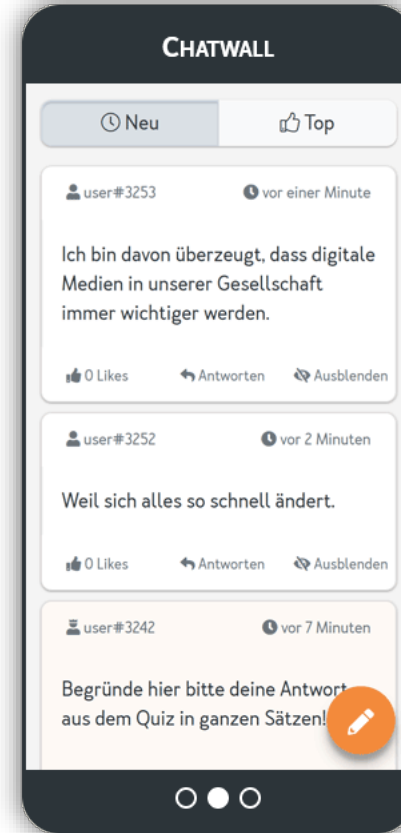 CHATWALL
Neu
Top
user#3253
vor einer Minute
Ich bin davon überzeugt, dass digitale
Medien in unserer Gesellschaft
immer wichtiger werden.
0 Likes
Antworten
Ausblenden
user#3252
vor 2 Minuten
Weil sich alles so schnell ändert.
0 Likes
Antworten
Ausblenden
user#3242
vor 7 Minuten
Begründe hier bitte deine Antwort
aus dem Quiz in ganzen Sätzen!